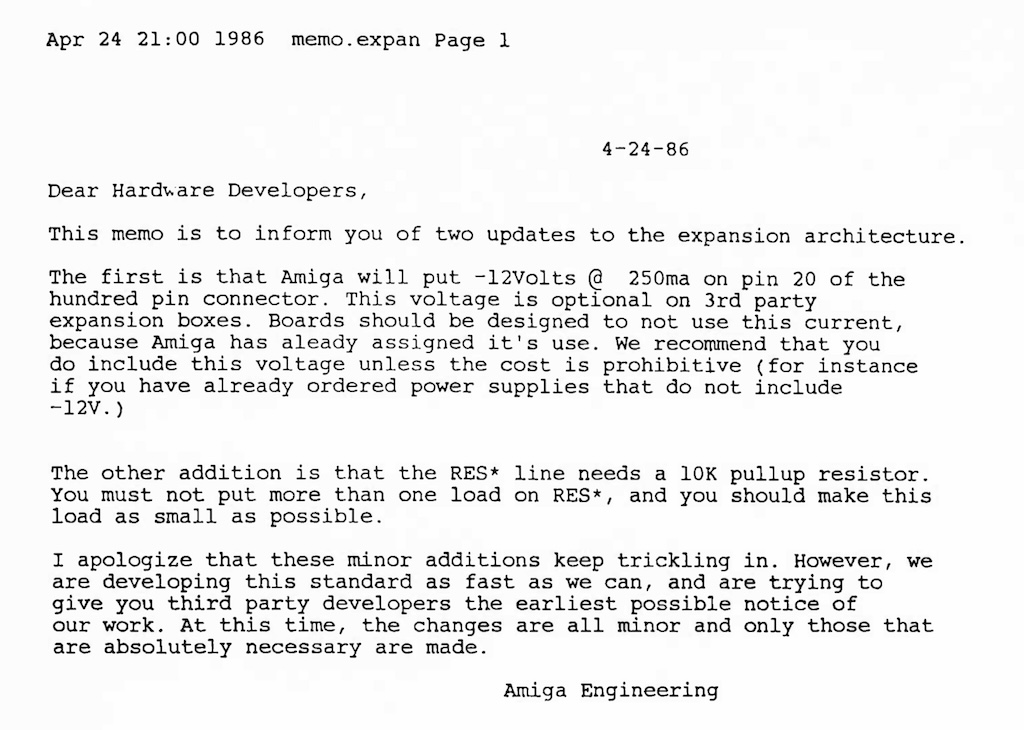 Apr 24 21:00 1986 memo.expan Page 1
4-24-86
Dear Hardware Developers,
This memo is to inform you of two updates to the expansion architecture.
The first is that Amiga will put -12Volts @ 250ma on pin 20 of the
hundred pin connector. This voltage is optional on 3rd party
expansion boxes. Boards should be designed to not use this current,
because Amiga has aleady assigned it's use. We recommend that you
do include this voltage unless the cost is prohibitive (for instance
if you have already ordered power supplies that do not include
-12V.)
The other addition is that the RES* line needs a 10K pullup resistor.
You must not put more than one load on RES*, and you should make this
load as small as possible.
I apologize that these minor additions keep trickling in. However, we
are developing this standard as fast as we can, and are trying to
give you third party developers the earliest possible notice of
our work. At this time, the changes are all minor and only those that
are absolutely necessary are made.
Amiga Engineering